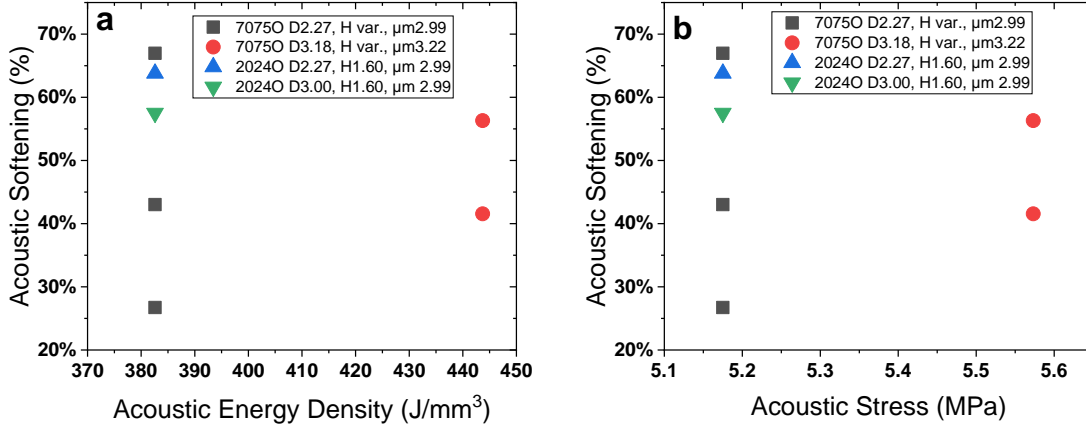 a
7075O D2.27, H var., µm2.99
7075O D3.18, H var., µm3.22
2024O D2.27, H1.60, µm 2.99
2024O D3.00, H1.60, µm 2.99
Acoustic Softening (%)
70%
60%
50%
40%
30%
20%
370 380 390 400 410 420 430 440 450
Acoustic Energy Density (J/mm³)
b
7075O D2.27, H var., µm2.99
7075O D3.18, H var., µm3.22
2024O D2.27, H1.60, µm 2.99
2024O D3.00, H1.60, µm 2.99
Acoustic Softening (%)
70%
60%
50%
40%
30%
20%
5.1 5.2 5.3 5.4 5.5 5.6
Acoustic Stress (MPa)